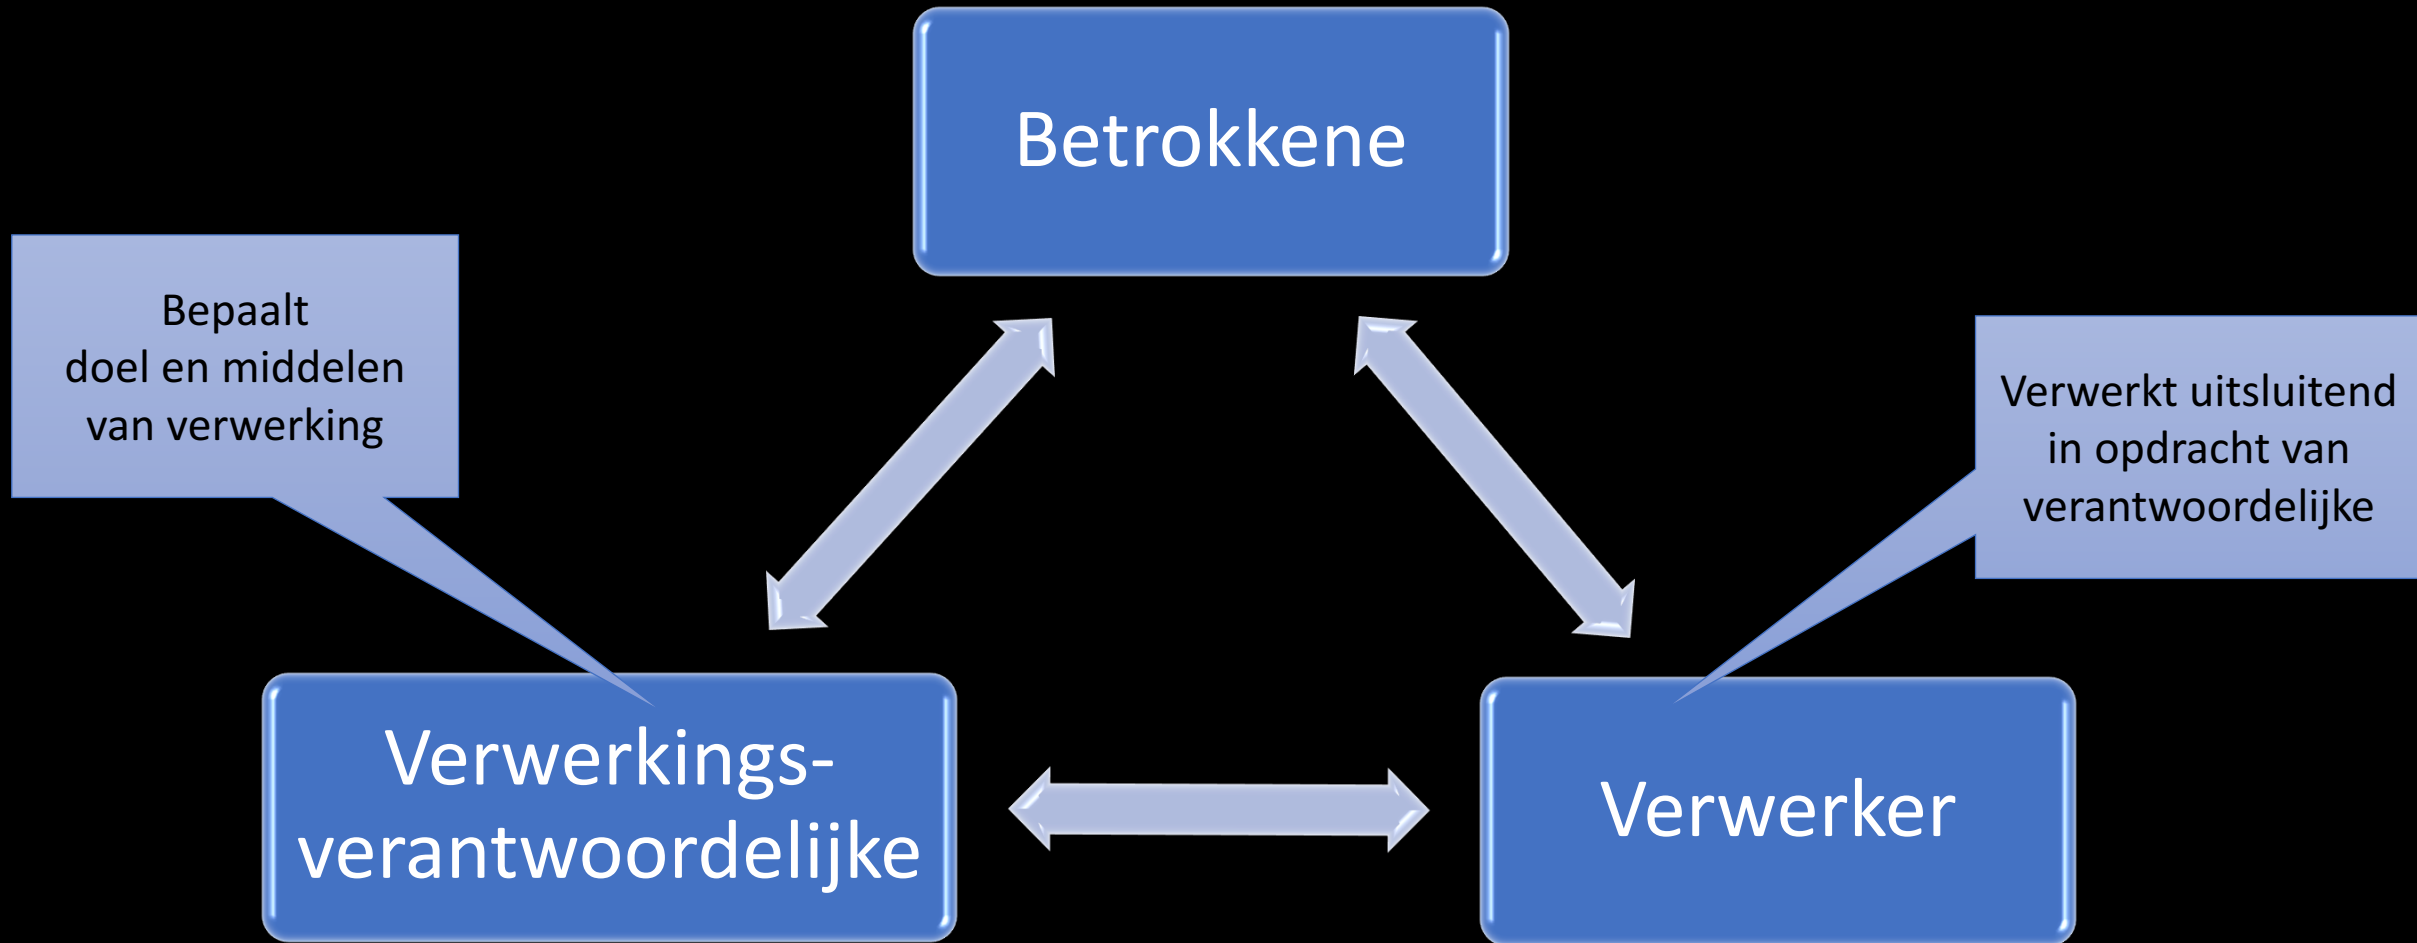 Betrokkene
Bepaalt
doel en middelen
van verwerking
Verwerkt uitsluitend
in opdracht van
verantwoordelijke
Verwerkings-
verantwoordelijke
Verwerker